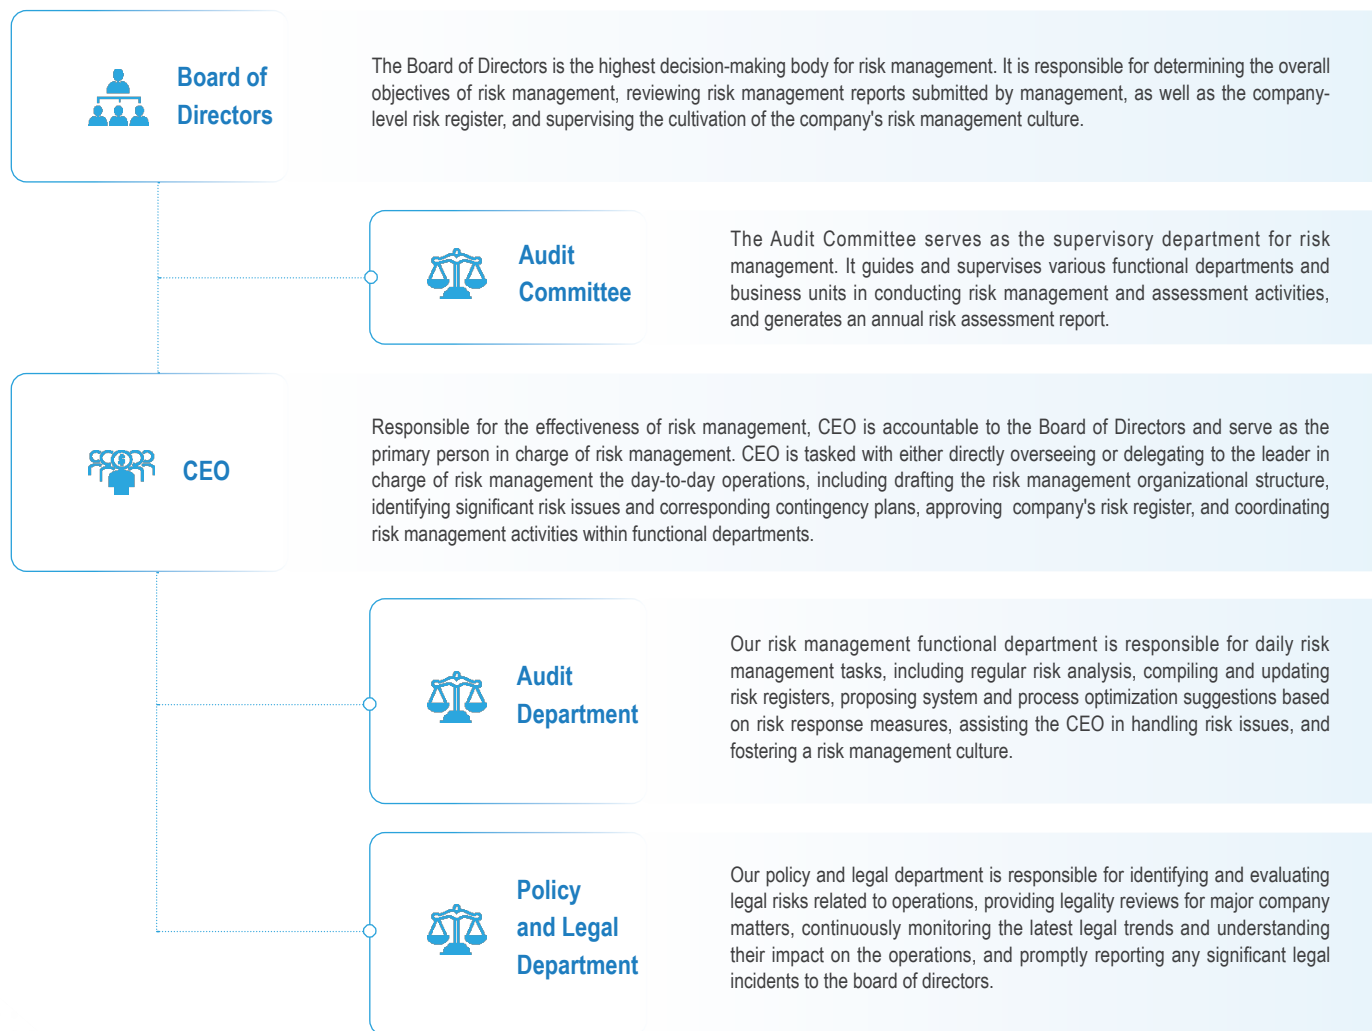 Board of
Directors
The Board of Directors is the highest decision-making body for risk management. It is responsible for determining the overall
objectives of risk management, reviewing risk management reports submitted by management, as well as the company-
level risk register, and supervising the cultivation of the company's risk management culture.
Audit
Committee
The Audit Committee serves as the supervisory department for risk
management. It guides and supervises various functional departments and
business units in conducting risk management and assessment activities,
and generates an annual risk assessment report.
CEO
Responsible for the effectiveness of risk management, CEO is accountable to the Board of Directors and serve as the
primary person in charge of risk management. CEO is tasked with either directly overseeing or delegating to the leader in
charge of risk management the day-to-day operations, including drafting the risk management organizational structure,
identifying significant risk issues and corresponding contingency plans, approving company's risk register, and coordinating
risk management activities within functional departments.
Audit
Department
Our risk management functional department is responsible for daily risk
management tasks, including regular risk analysis, compiling and updating
risk registers, proposing system and process optimization suggestions based
on risk response measures, assisting the CEO in handling risk issues, and
fostering a risk management culture.
Policy
and Legal
Department
Our policy and legal department is responsible for identifying and evaluating
legal risks related to operations, providing legality reviews for major company
matters, continuously monitoring the latest legal trends and understanding
their impact on the operations, and promptly reporting any significant legal
incidents to the board of directors.